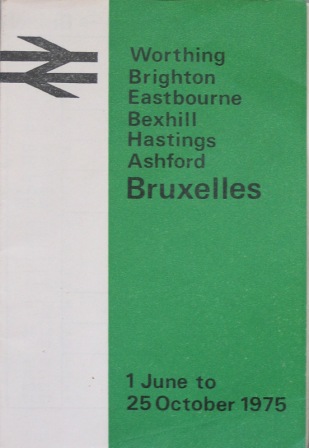 Worthing
Brighton
Eastbourne
Bexhill
Hastings
Ashford
Bruxelles
1 June to
25 October 1975